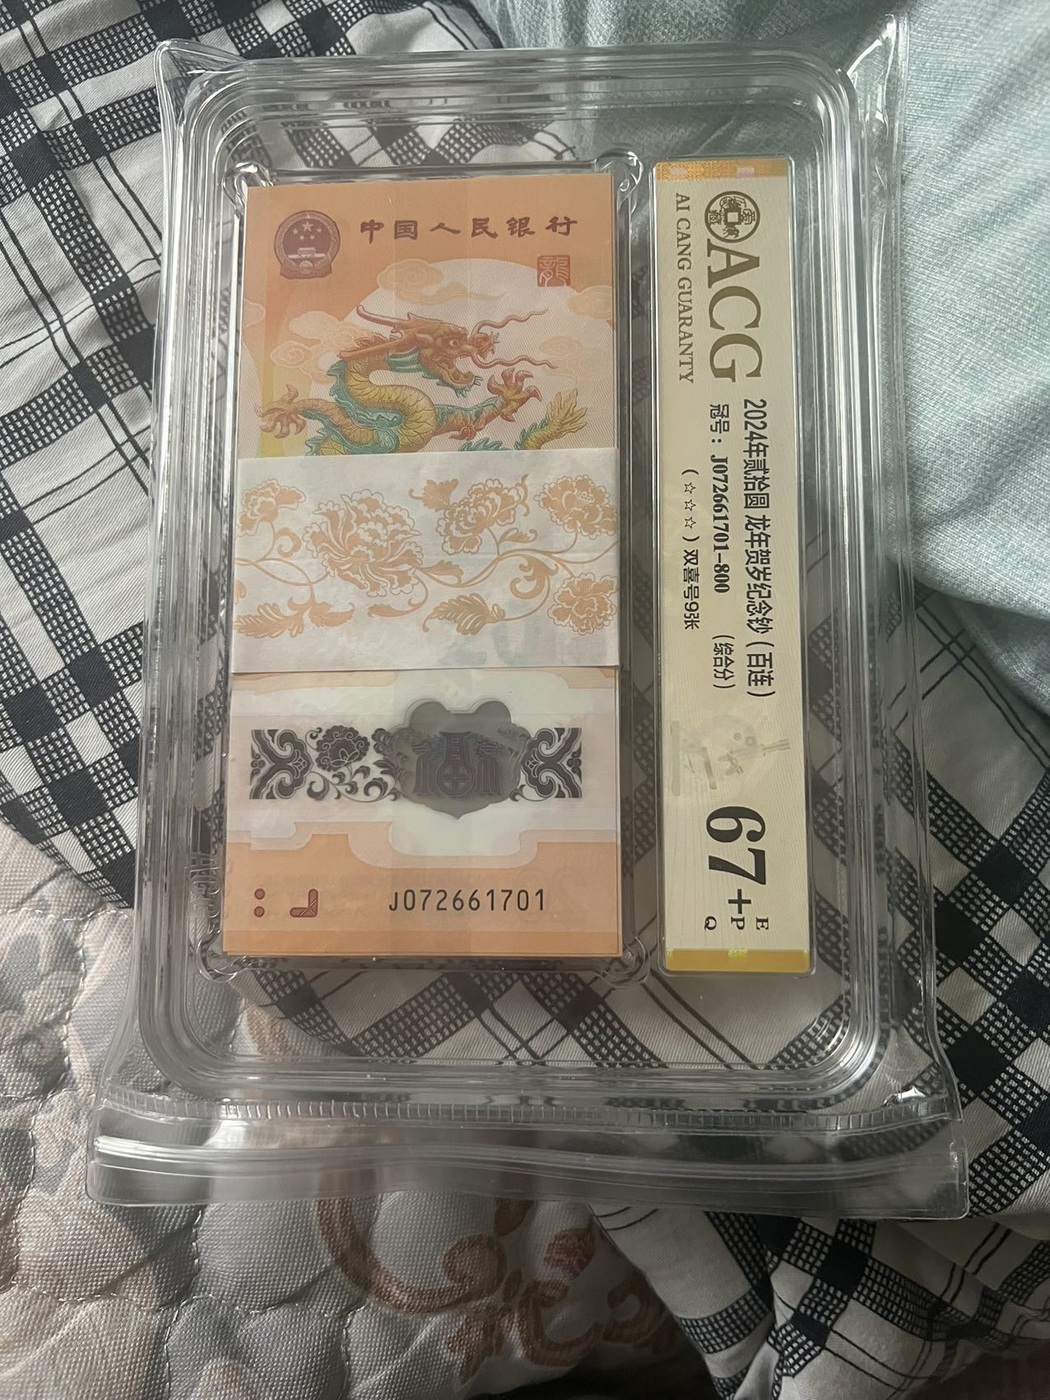 中国人民银行
龍
J072661701
ACG
AI CANG GUARANTY
2024年贰拾圆 龙年贺岁纪念钞（百连）
冠号：J072661701-800 （综合分）
（☆☆☆）双喜号9张
67+
E
P
Q